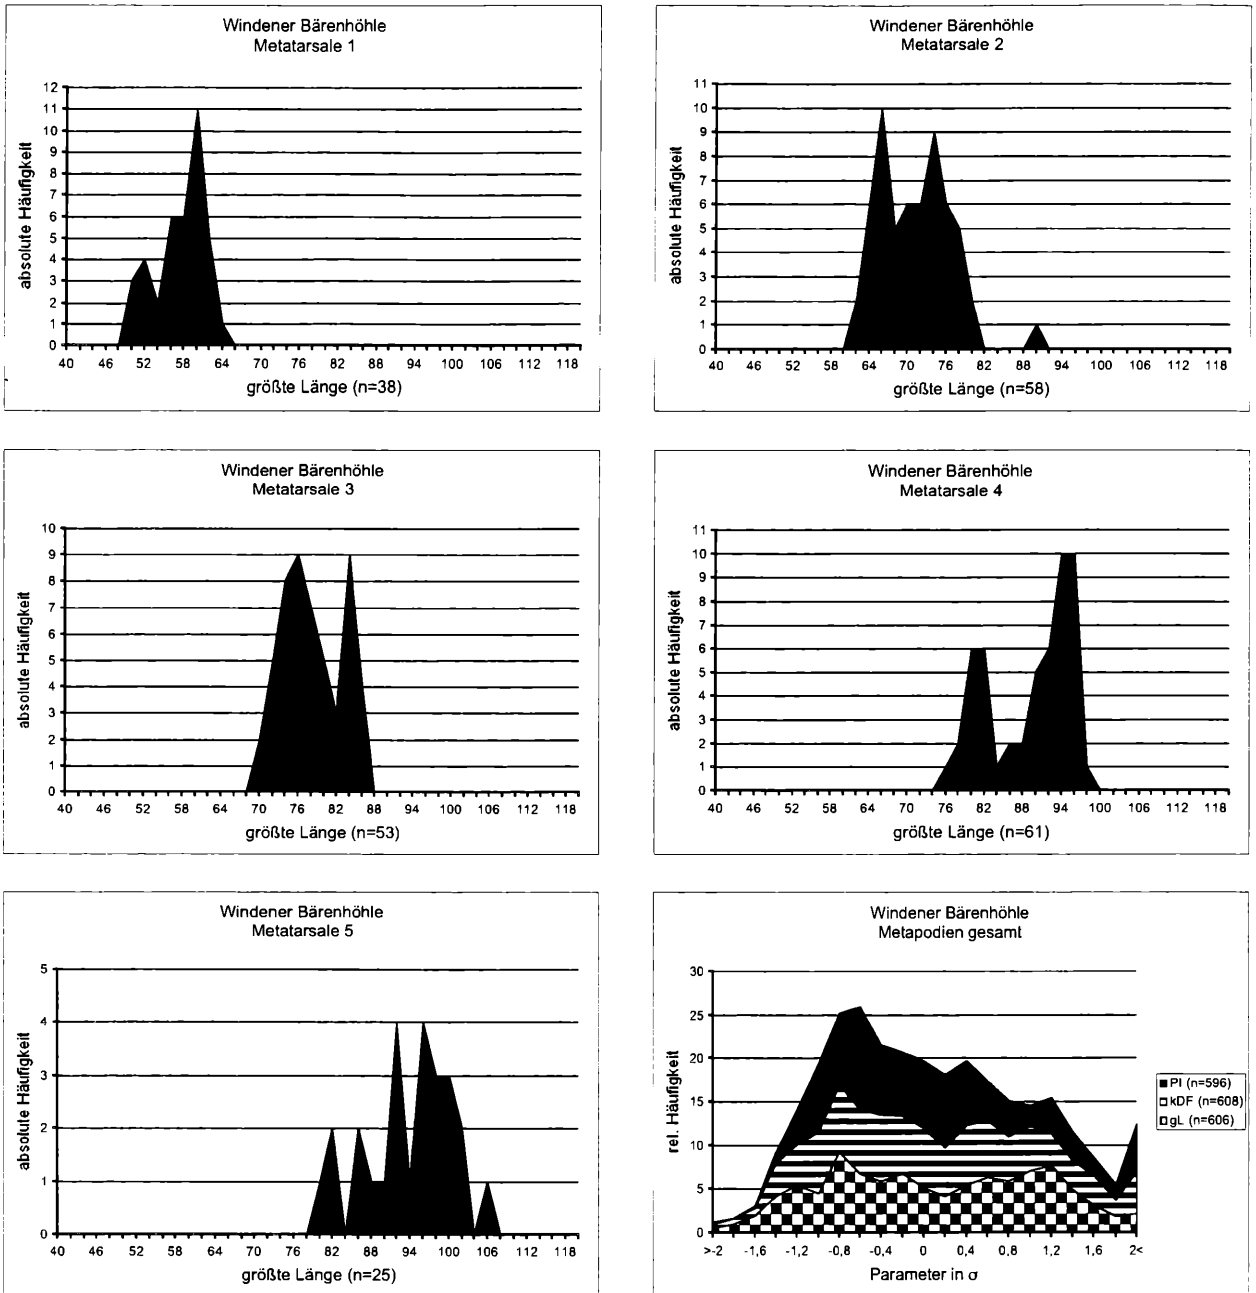 Windener Bärenhöhle
Metatarsale 1
absolute Häufigkeit
12
11
10
9
8
7
6
5
4
3
2
1
0
40 46 52 58 64 70 76 82 88 94 100 106 112 118
größte Länge (n=38)
Windener Bärenhöhle
Metatarsale 2
absolute Häufigkeit
11
10
9
8
7
6
5
4
3
2
1
0
40 46 52 58 64 70 76 82 88 94 100 106 112 118
größte Länge (n=58)
Windener Bärenhöhle
Metatarsale 3
absolute Häufigkeit
10
9
8
7
6
5
4
3
2
1
0
40 46 52 58 64 70 76 82 88 94 100 106 112 118
größte Länge (n=53)
Windener Bärenhöhle
Metatarsale 4
absolute Häufigkeit
11
10
9
8
7
6
5
4
3
2
1
0
40 46 52 58 64 70 76 82 88 94 100 106 112 118
größte Länge (n=61)
Windener Bärenhöhle
Metatarsale 5
absolute Häufigkeit
5
4
3
2
1
0
40 46 52 58 64 70 76 82 88 94 100 106 112 118
größte Länge (n=25)
Windener Bärenhöhle
Metapodien gesamt
rel. Häufigkeit
30
25
20
15
10
5
0
>-2 -1,6 -1,2 -0,8 -0,4 0 0,4 0,8 1,2 1,6 2<
Parameter in σ
PI (n=596)
kDF (n=608)
gL (n=606)